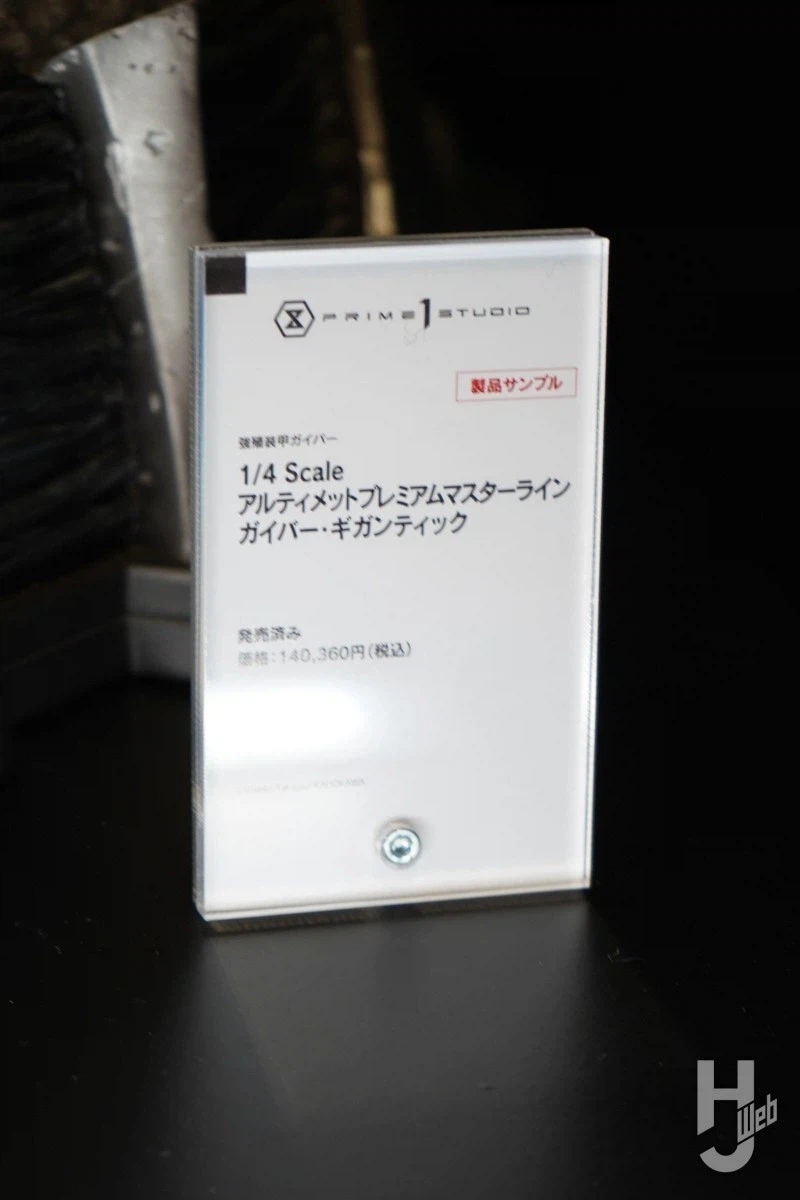 PRIME 1 STUDIO
製品サンプル
強殖装甲ガイバー
1/4 Scale
アルティメットプレミアムマスターライン
ガイバー・ギガンティック
発売済み
価格:140,360円(税込)
HJ Web